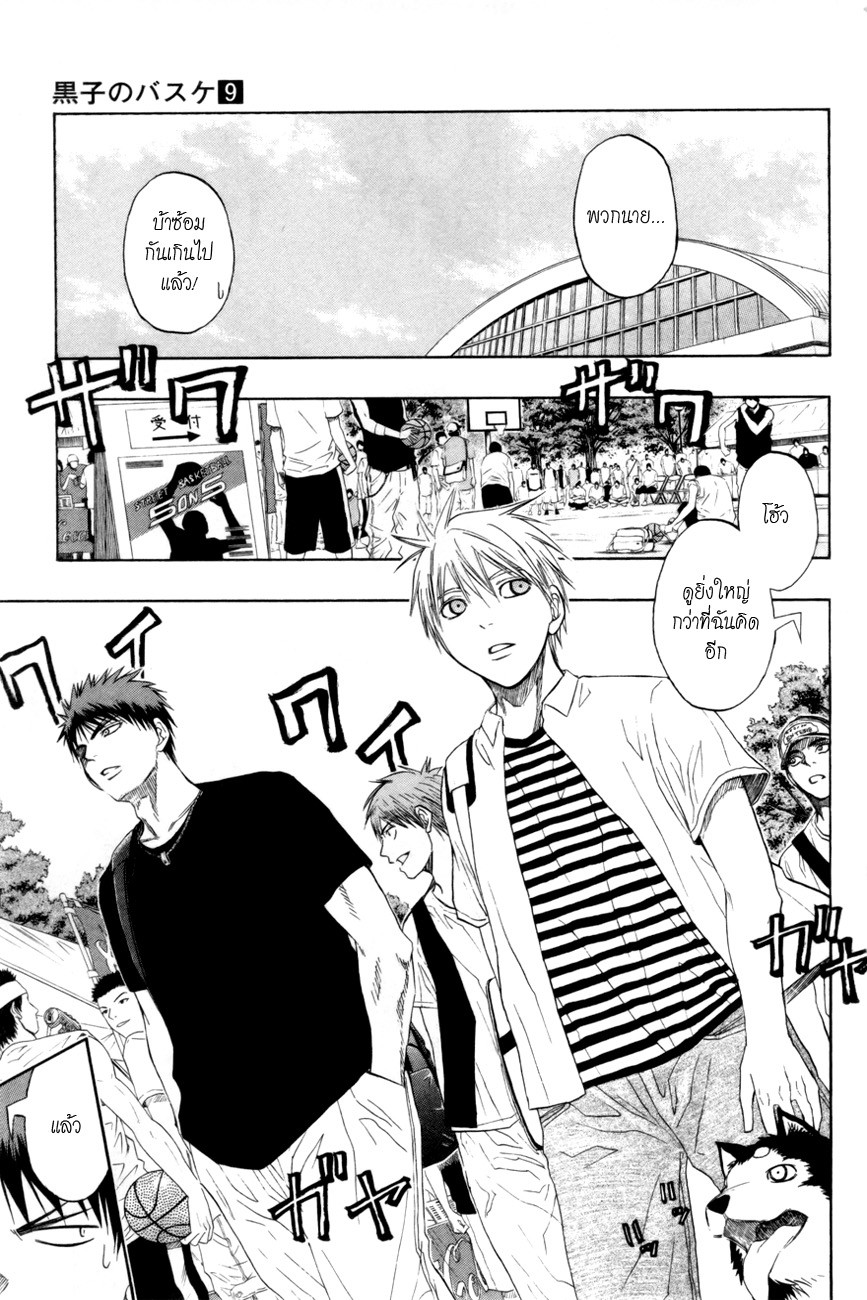 黒子のバスケ 9
พวกนาย...
บ้าซ้อม
กันเกินไป
แล้ว!
ザワ
ザワ
受付
→
STREET BASKETBALL
SONS
โฮ้ว
ดูยิ่งใหญ่
กว่าที่ฉันคิด
อีก
ワイ
ワイ
ガヤ
ガヤ
แล้ว